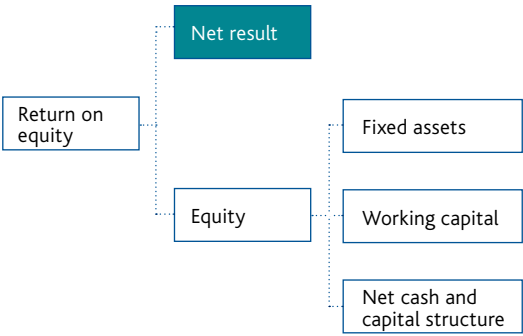 Net result
Return on
equity
Fixed assets
Equity
Working capital
Net cash and
capital structure